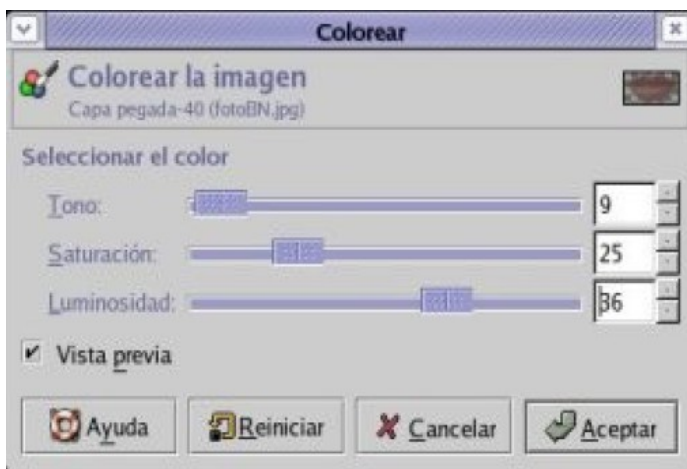 Colorear
Colorear la imagen
Capa pegada-40 (fotoBN.jpg)
Seleccionar el color
Tono: 9
Saturación: 25
Luminosidad: 36
Vista previa
Ayuda Reiniciar Cancelar Aceptar